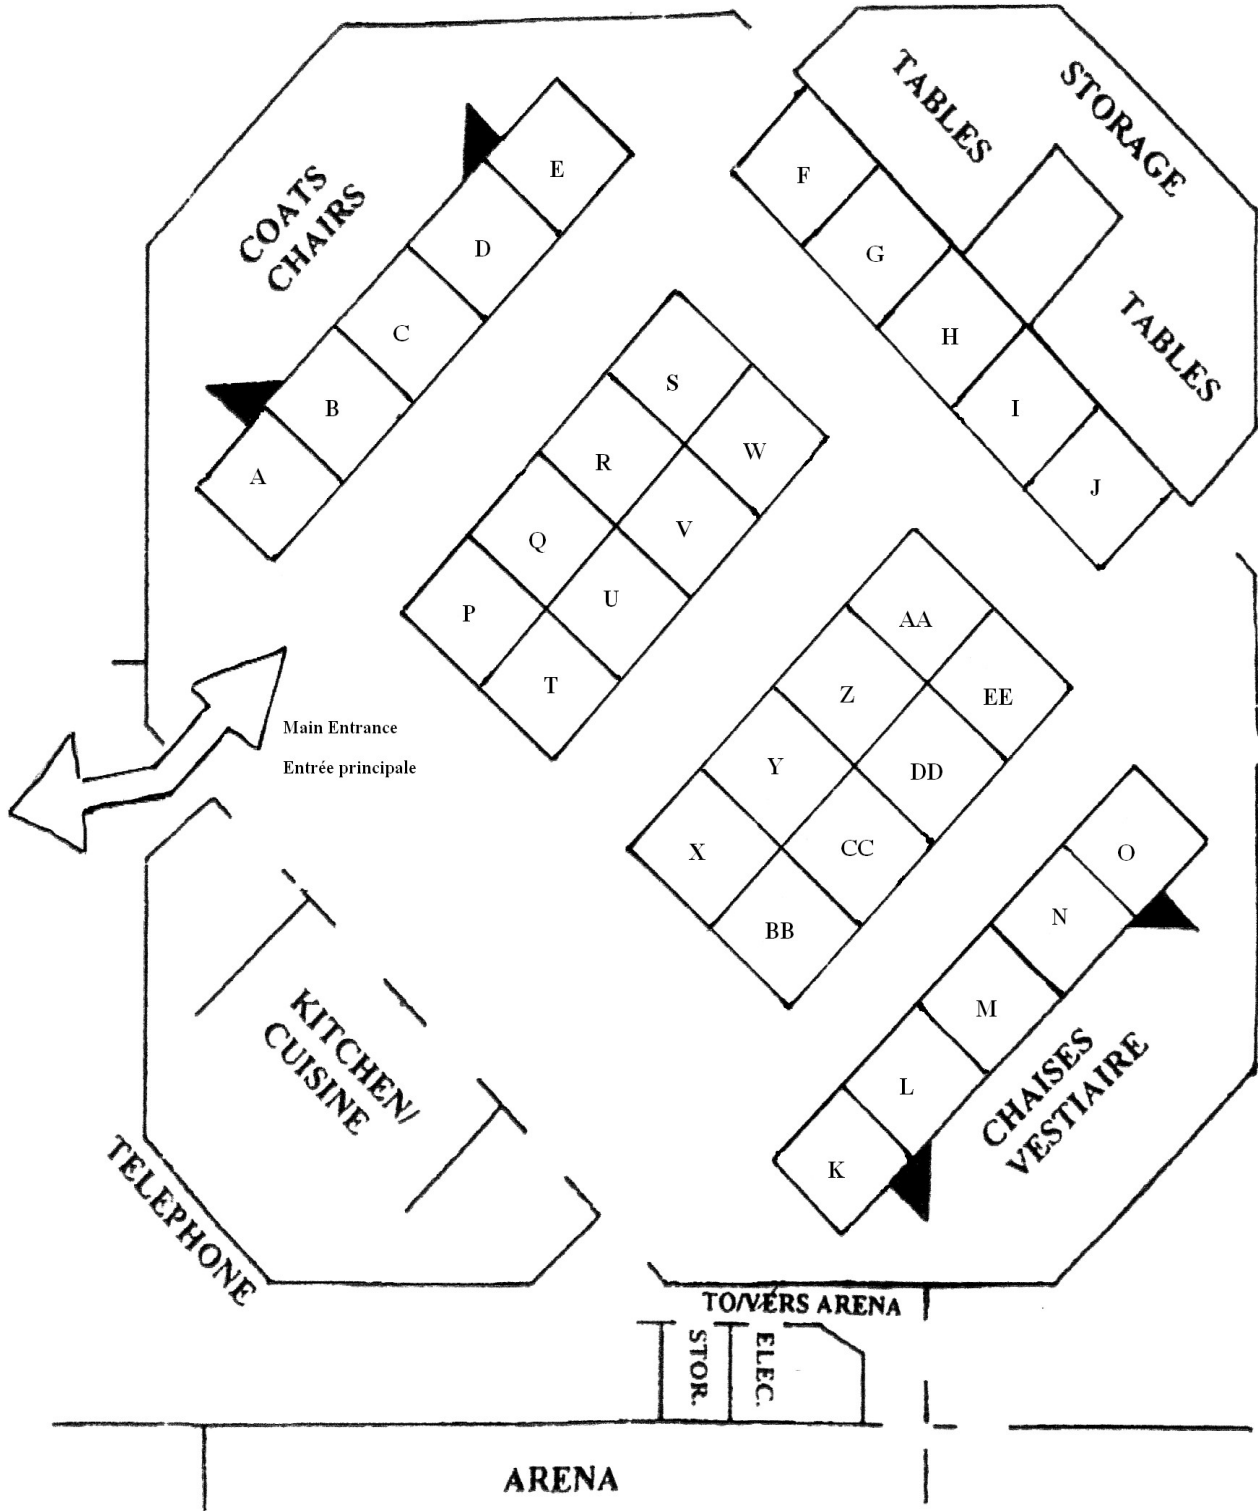 TABLES
STORAGE
E
F
COATS
CHAIRS
D
G
C
H
TABLES
B
S
I
A
R
W
J
Q
V
P
U
AA
T
Z
EE
Main Entrance
Entrée principale
Y
DD
X
CC
O
BB
N
KITCHEN/
CUISINE
M
L
CHAISES
VESTIAIRE
K
TELEPHONE
TO/VERS ARENA
STOR.
ELEC.
ARENA